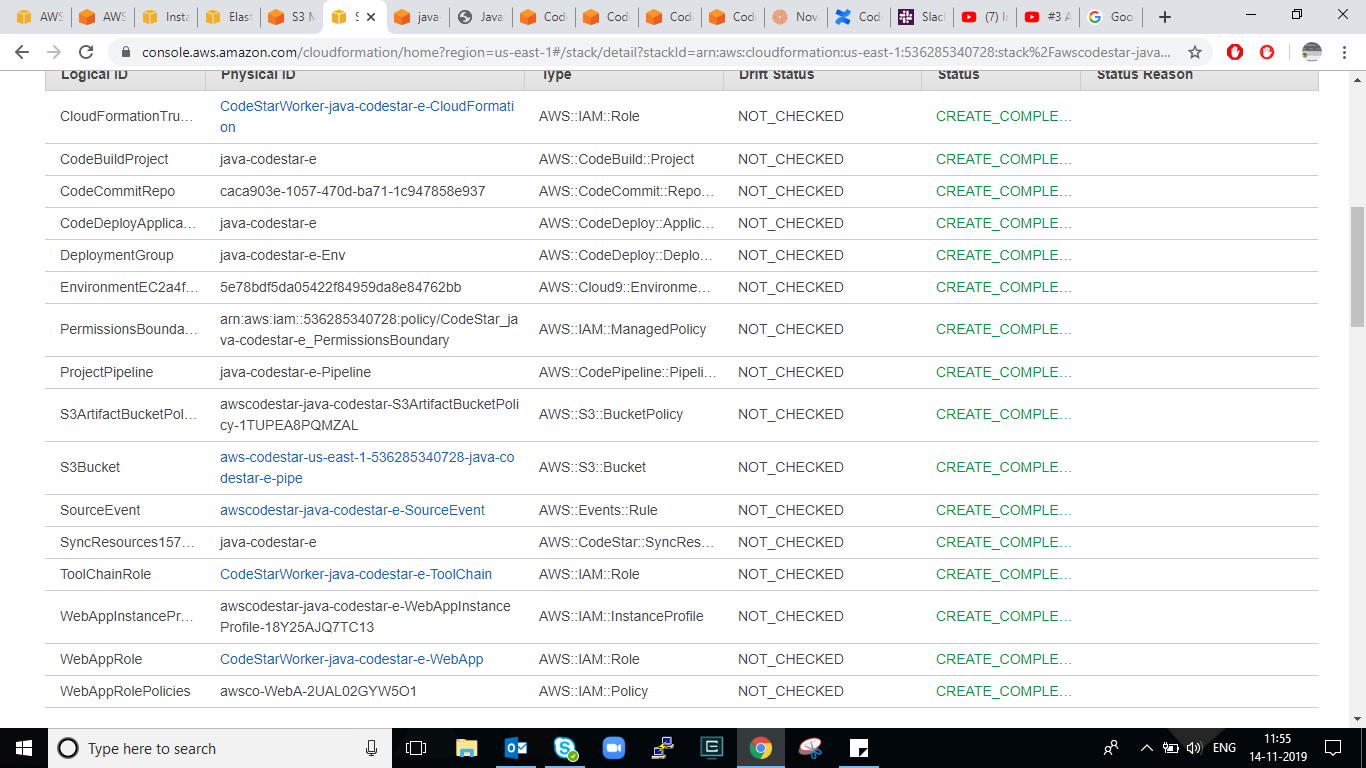 AWS
AWS
Insta
Elast
S3 M
S
java-
Java
Cod
Cod
Cod
Cod
Nov
Cod
Slac
(7) I
#3 A
Goo
console.aws.amazon.com/cloudformation/home?region=us-east-1#/stack/detail?stackId=arn:aws:cloudformation:us-east-1:536285340728:stack%2Fawscodestar-java...
Logical ID Physical ID Type Drift Status Status Status Reason
CloudFormationTru... CodeStarWorker-java-codestar-e-CloudFormati AWS::IAM::Role NOT_CHECKED CREATE_COMPLE...
on
CodeBuildProject java-codestar-e AWS::CodeBuild::Project NOT_CHECKED CREATE_COMPLE...
CodeCommitRepo caca903e-1057-470d-ba71-1c947858e937 AWS::CodeCommit::Repo... NOT_CHECKED CREATE_COMPLE...
CodeDeployApplica... java-codestar-e AWS::CodeDeploy::Applic... NOT_CHECKED CREATE_COMPLE...
DeploymentGroup java-codestar-e-Env AWS::CodeDeploy::Deplo... NOT_CHECKED CREATE_COMPLE...
EnvironmentEC2a4f... 5e78bdf5da05422f84959da8e84762bb AWS::Cloud9::Environme... NOT_CHECKED CREATE_COMPLE...
PermissionsBounda... arn:aws:iam::536285340728:policy/CodeStar_ja AWS::IAM::ManagedPolicy NOT_CHECKED CREATE_COMPLE...
va-codestar-e_PermissionsBoundary
ProjectPipeline java-codestar-e-Pipeline AWS::CodePipeline::Pipeli... NOT_CHECKED CREATE_COMPLE...
S3ArtifactBucketPol... awscodestar-java-codestar-S3ArtifactBucketPoli AWS::S3::BucketPolicy NOT_CHECKED CREATE_COMPLE...
cy-1TUPEA8PQMZAL
S3Bucket aws-codestar-us-east-1-536285340728-java-co AWS::S3::Bucket NOT_CHECKED CREATE_COMPLE...
destar-e-pipe
SourceEvent awscodestar-java-codestar-e-SourceEvent AWS::Events::Rule NOT_CHECKED CREATE_COMPLE...
SyncResources157... java-codestar-e AWS::CodeStar::SyncRes... NOT_CHECKED CREATE_COMPLE...
ToolChainRole CodeStarWorker-java-codestar-e-ToolChain AWS::IAM::Role NOT_CHECKED CREATE_COMPLE...
WebAppInstancePr... awscodestar-java-codestar-e-WebAppInstance AWS::IAM::InstanceProfile NOT_CHECKED CREATE_COMPLE...
Profile-18Y25AJQ7TC13
WebAppRole CodeStarWorker-java-codestar-e-WebApp AWS::IAM::Role NOT_CHECKED CREATE_COMPLE...
WebAppRolePolicies awsco-WebA-2UAL02GYW5O1 AWS::IAM::Policy NOT_CHECKED CREATE_COMPLE...
Type here to search
ENG
11:55
14-11-2019